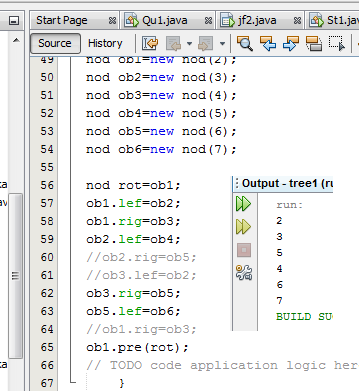 Start Page Qu1.java jf2.java St1.jav
Source History
49 nod ob1=new nod(2);
50 nod ob2=new nod(3);
51 nod ob3=new nod(4);
52 nod ob4=new nod(5);
53 nod ob5=new nod(6);
54 nod ob6=new nod(7);
55
56 nod rot=ob1;
57 ob1.lef=ob2;
58 ob1.rig=ob3;
59 ob2.lef=ob4;
60 //ob2.rig=ob5;
61 //ob3.lef=ob2;
62 ob3.rig=ob5;
63 ob5.lef=ob6;
64 //ob1.rig=ob3;
65 ob1.pre(rot);
66 // TODO code application logic her
67 }
Output - tree1 (ru
run:
2
3
5
4
6
7
BUILD SUC